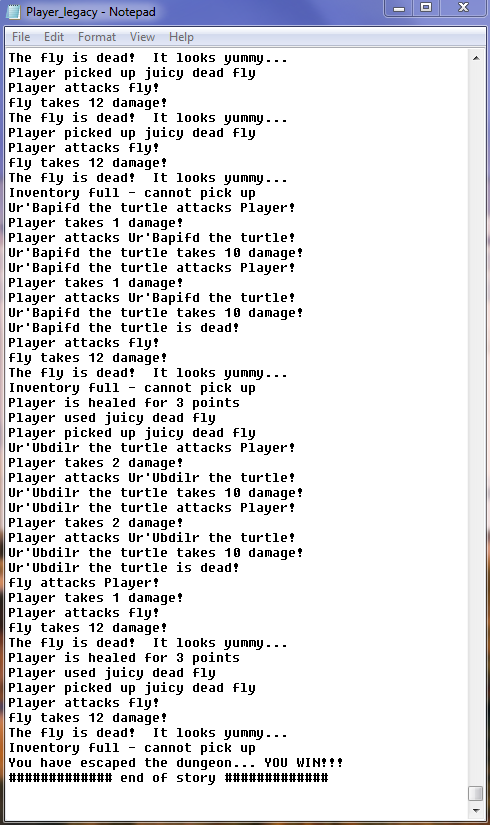 Player_legacy - Notepad
File Edit Format View Help
The fly is dead!  It looks yummy...
Player picked up juicy dead fly
Player attacks fly!
fly takes 12 damage!
The fly is dead!  It looks yummy...
Player picked up juicy dead fly
Player attacks fly!
fly takes 12 damage!
The fly is dead!  It looks yummy...
Inventory full - cannot pick up
Ur'Bapifd the turtle attacks Player!
Player takes 1 damage!
Player attacks Ur'Bapifd the turtle!
Ur'Bapifd the turtle takes 10 damage!
Ur'Bapifd the turtle attacks Player!
Player takes 1 damage!
Player attacks Ur'Bapifd the turtle!
Ur'Bapifd the turtle takes 10 damage!
Ur'Bapifd the turtle is dead!
Player attacks fly!
fly takes 12 damage!
The fly is dead!  It looks yummy...
Inventory full - cannot pick up
Player is healed for 3 points
Player used juicy dead fly
Player picked up juicy dead fly
Ur'Ubdilr the turtle attacks Player!
Player takes 2 damage!
Player attacks Ur'Ubdilr the turtle!
Ur'Ubdilr the turtle takes 10 damage!
Ur'Ubdilr the turtle attacks Player!
Player takes 2 damage!
Player attacks Ur'Ubdilr the turtle!
Ur'Ubdilr the turtle takes 10 damage!
Ur'Ubdilr the turtle is dead!
fly attacks Player!
Player takes 1 damage!
Player attacks fly!
fly takes 12 damage!
The fly is dead!  It looks yummy...
Player is healed for 3 points
Player used juicy dead fly
Player picked up juicy dead fly
Player attacks fly!
fly takes 12 damage!
The fly is dead!  It looks yummy...
Inventory full - cannot pick up
You have escaped the dungeon... YOU WIN!!!
############# end of story #############